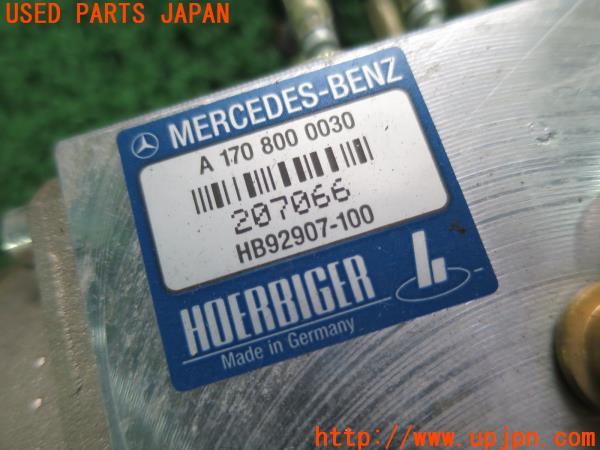 USED PARTS JAPAN
MERCEDES-BENZ
A 170 800 0030
207066
HB92907-100
HOERBIGER
Made in Germany
http://www.upjpn.com